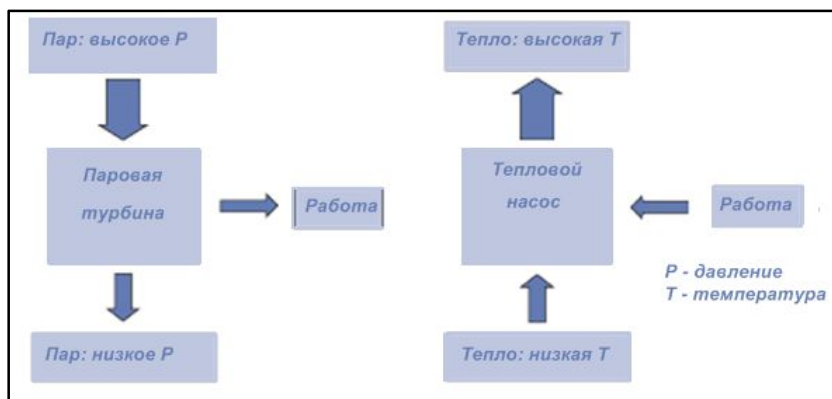 Пар: высокое P
Тепло: высокая T
Паровая
турбина
Работа
Тепловой
насос
Работа
P - давление
T - температура
Пар: низкое P
Тепло: низкая T